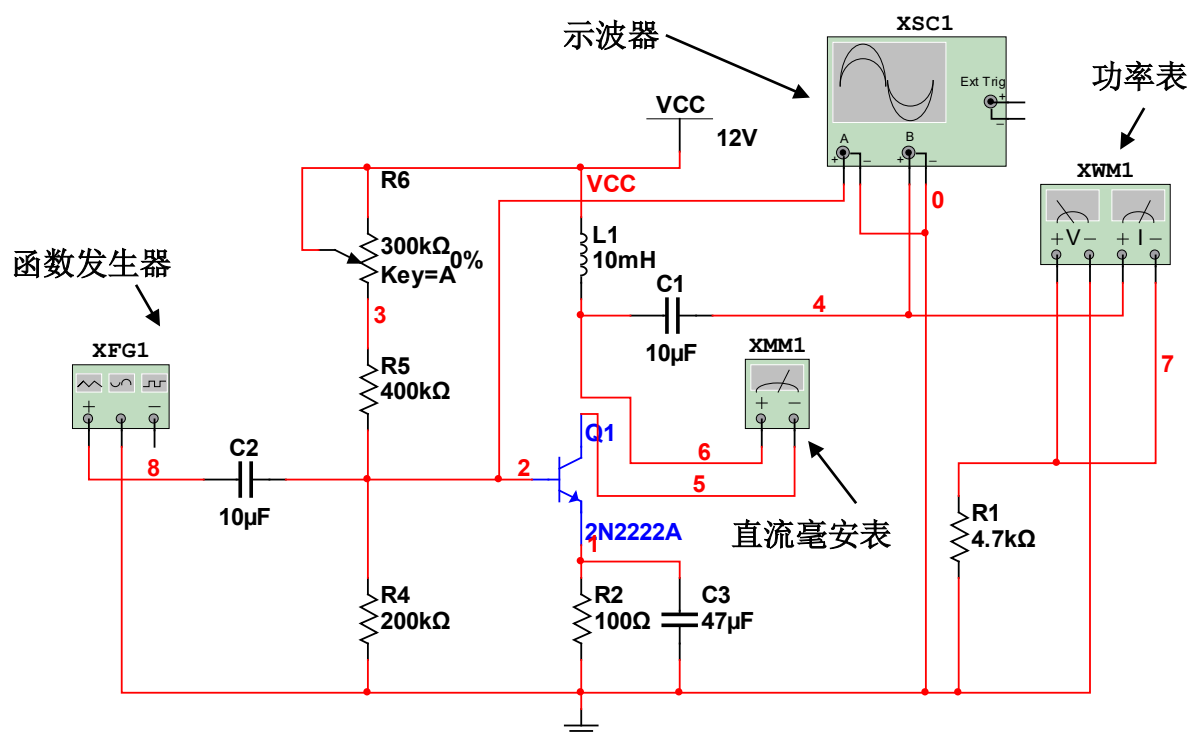 示波器
XSC1
Ext Trig
+
−
A
B
+ − + −
功率表
XWM1
+ V − + I −
VCC
12V
R6
VCC
0
函数发生器
XFG1
+ −
300kΩ
0%
Key=A
3
L1
10mH
C1
10µF
4
7
R5
400kΩ
XMM1
+ −
Q1
6
5
直流毫安表
8
C2
10µF
2
2N2222A
1
R1
4.7kΩ
R4
200kΩ
R2
100Ω
C3
47µF